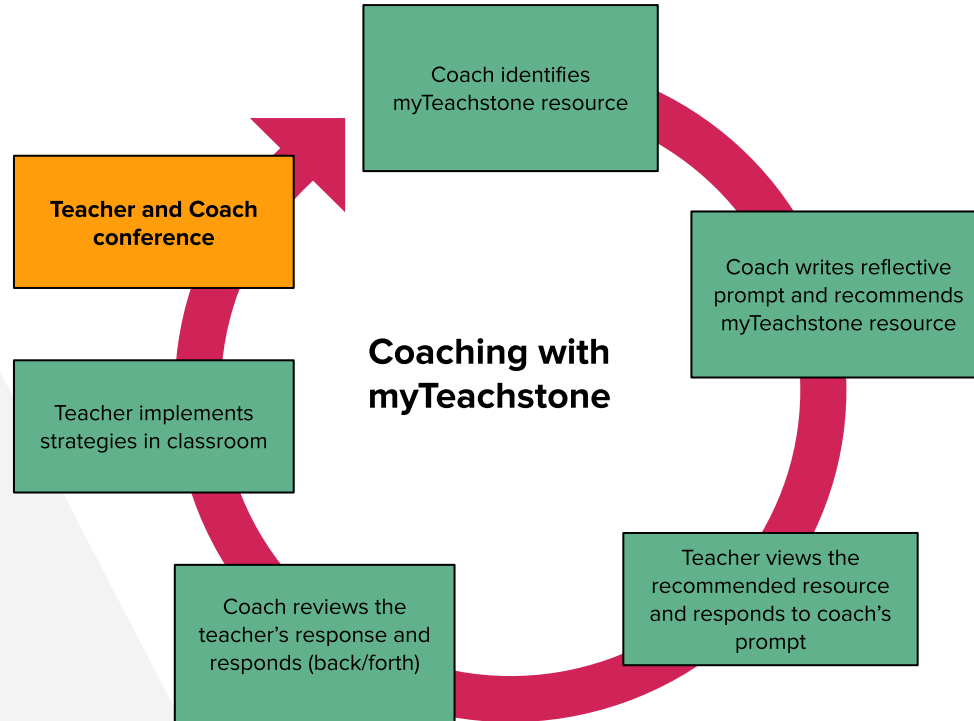 Coach identifies
myTeachstone resource
Coach writes reflective
prompt and recommends
myTeachstone resource
Teacher views the
recommended resource
and responds to coach’s
prompt
Coach reviews the
teacher’s response and
responds (back/forth)
Teacher implements
strategies in classroom
Teacher and Coach
conference
Coaching with
myTeachstone